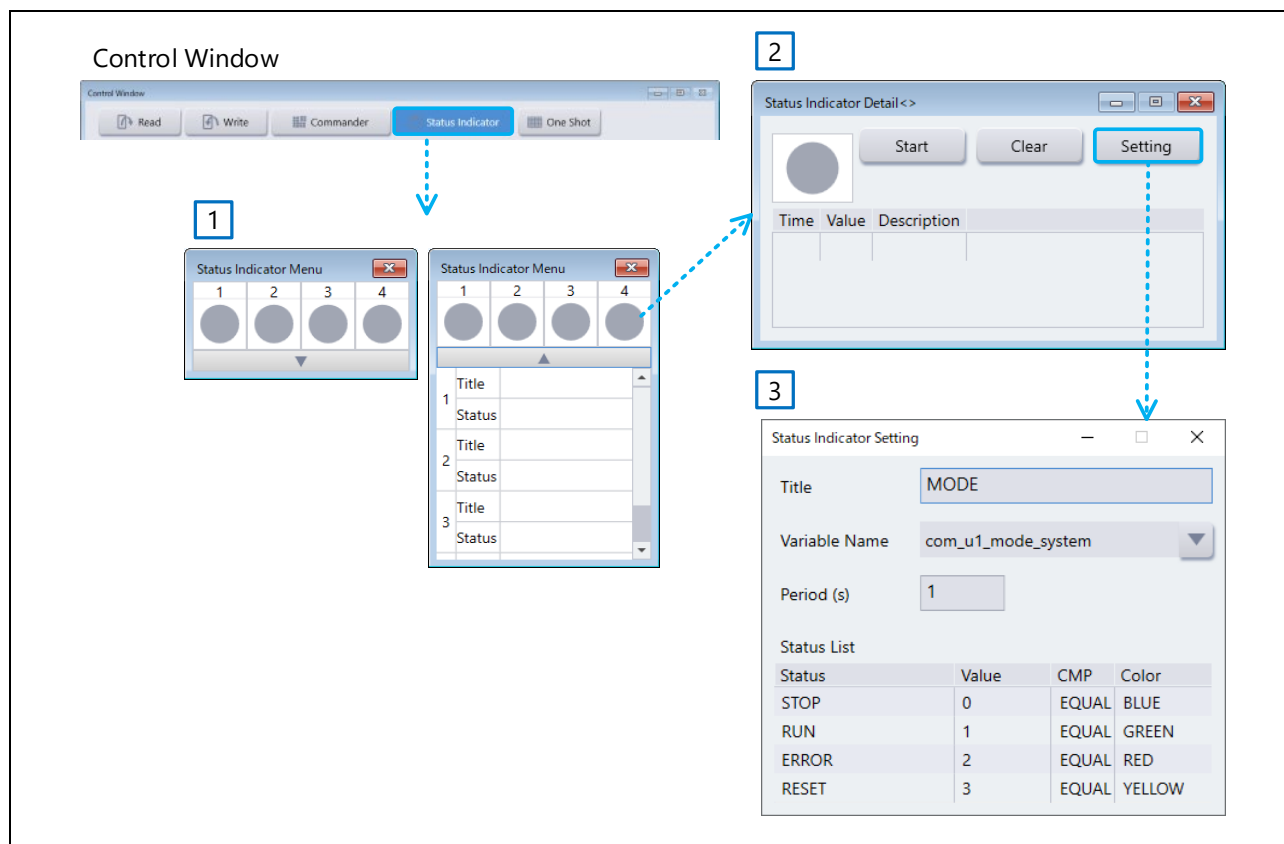 Control Window
Control Window
Read Write Commander Status Indicator One Shot
1
Status Indicator Menu
1 2 3 4
▼
Status Indicator Menu
1 2 3 4
▲
1 Title
Status
2 Title
Status
3 Title
Status
2
Status Indicator Detail<>
Start Clear Setting
Time Value Description
3
Status Indicator Setting
Title MODE
Variable Name com_u1_mode_system
Period (s) 1
Status List
Status Value CMP Color
STOP 0 EQUAL BLUE
RUN 1 EQUAL GREEN
ERROR 2 EQUAL RED
RESET 3 EQUAL YELLOW